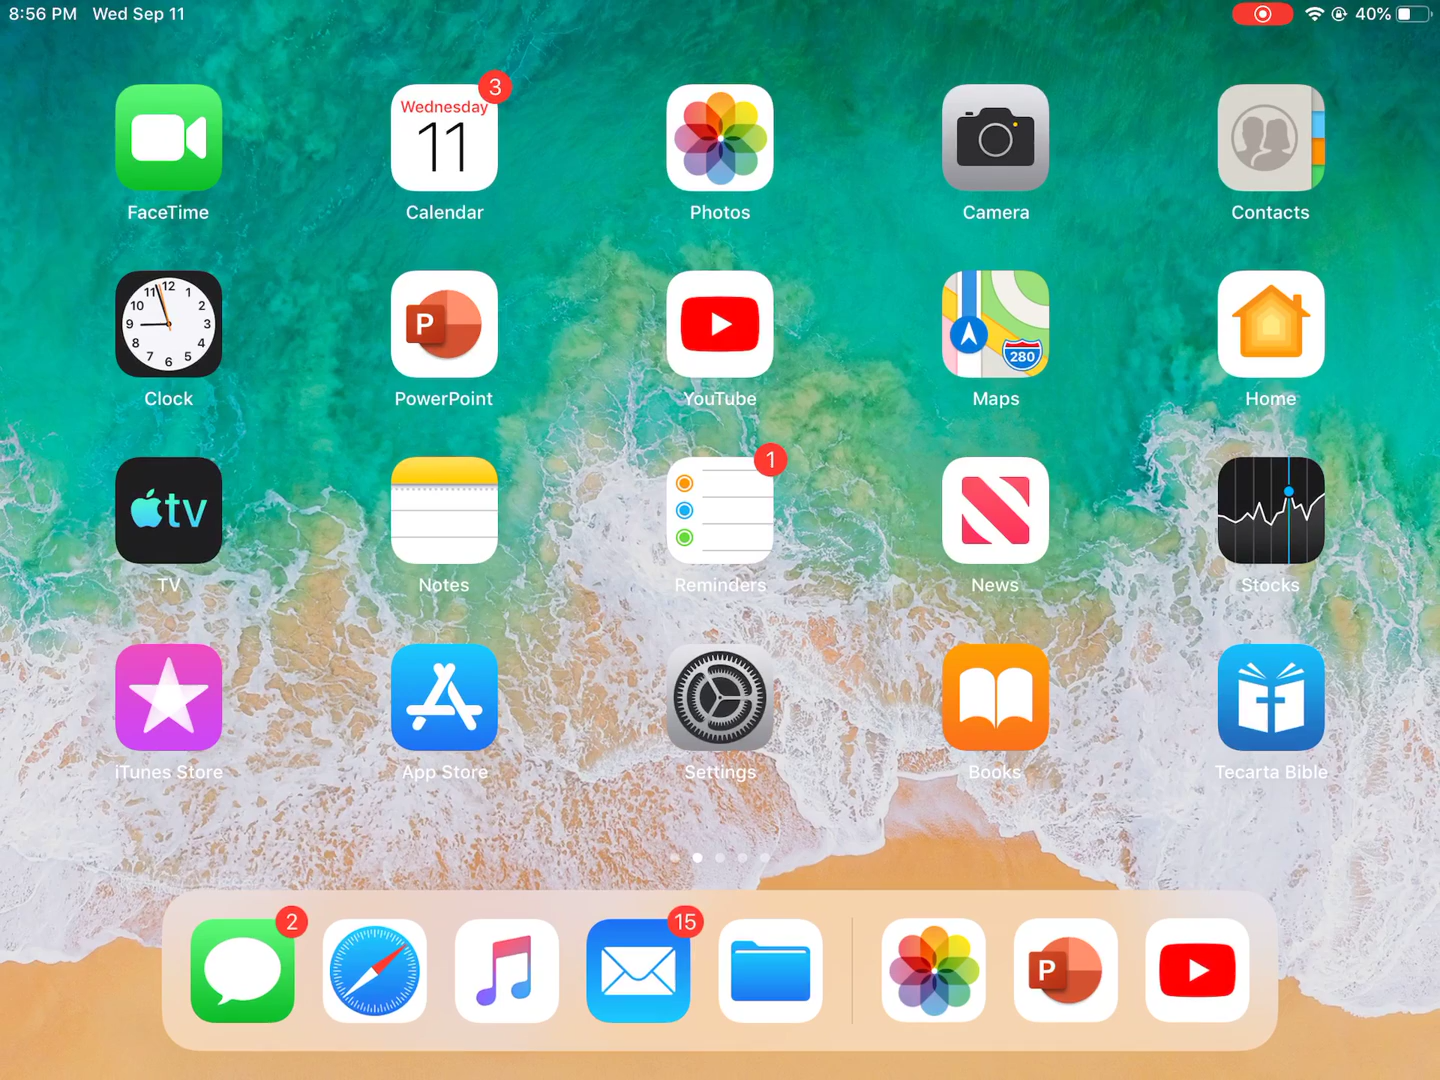 8:56 PM Wed Sep 11
40%
3
Wednesday
11
FaceTime
Calendar
Photos
Camera
Contacts
12
11
1
10
2
9
3
8
4
7
5
6
P
280
Clock
PowerPoint
YouTube
Maps
Home
1
tv
TV
Notes
Reminders
News
Stocks
iTunes Store
App Store
Settings
Books
Tecarta Bible
2
15
P